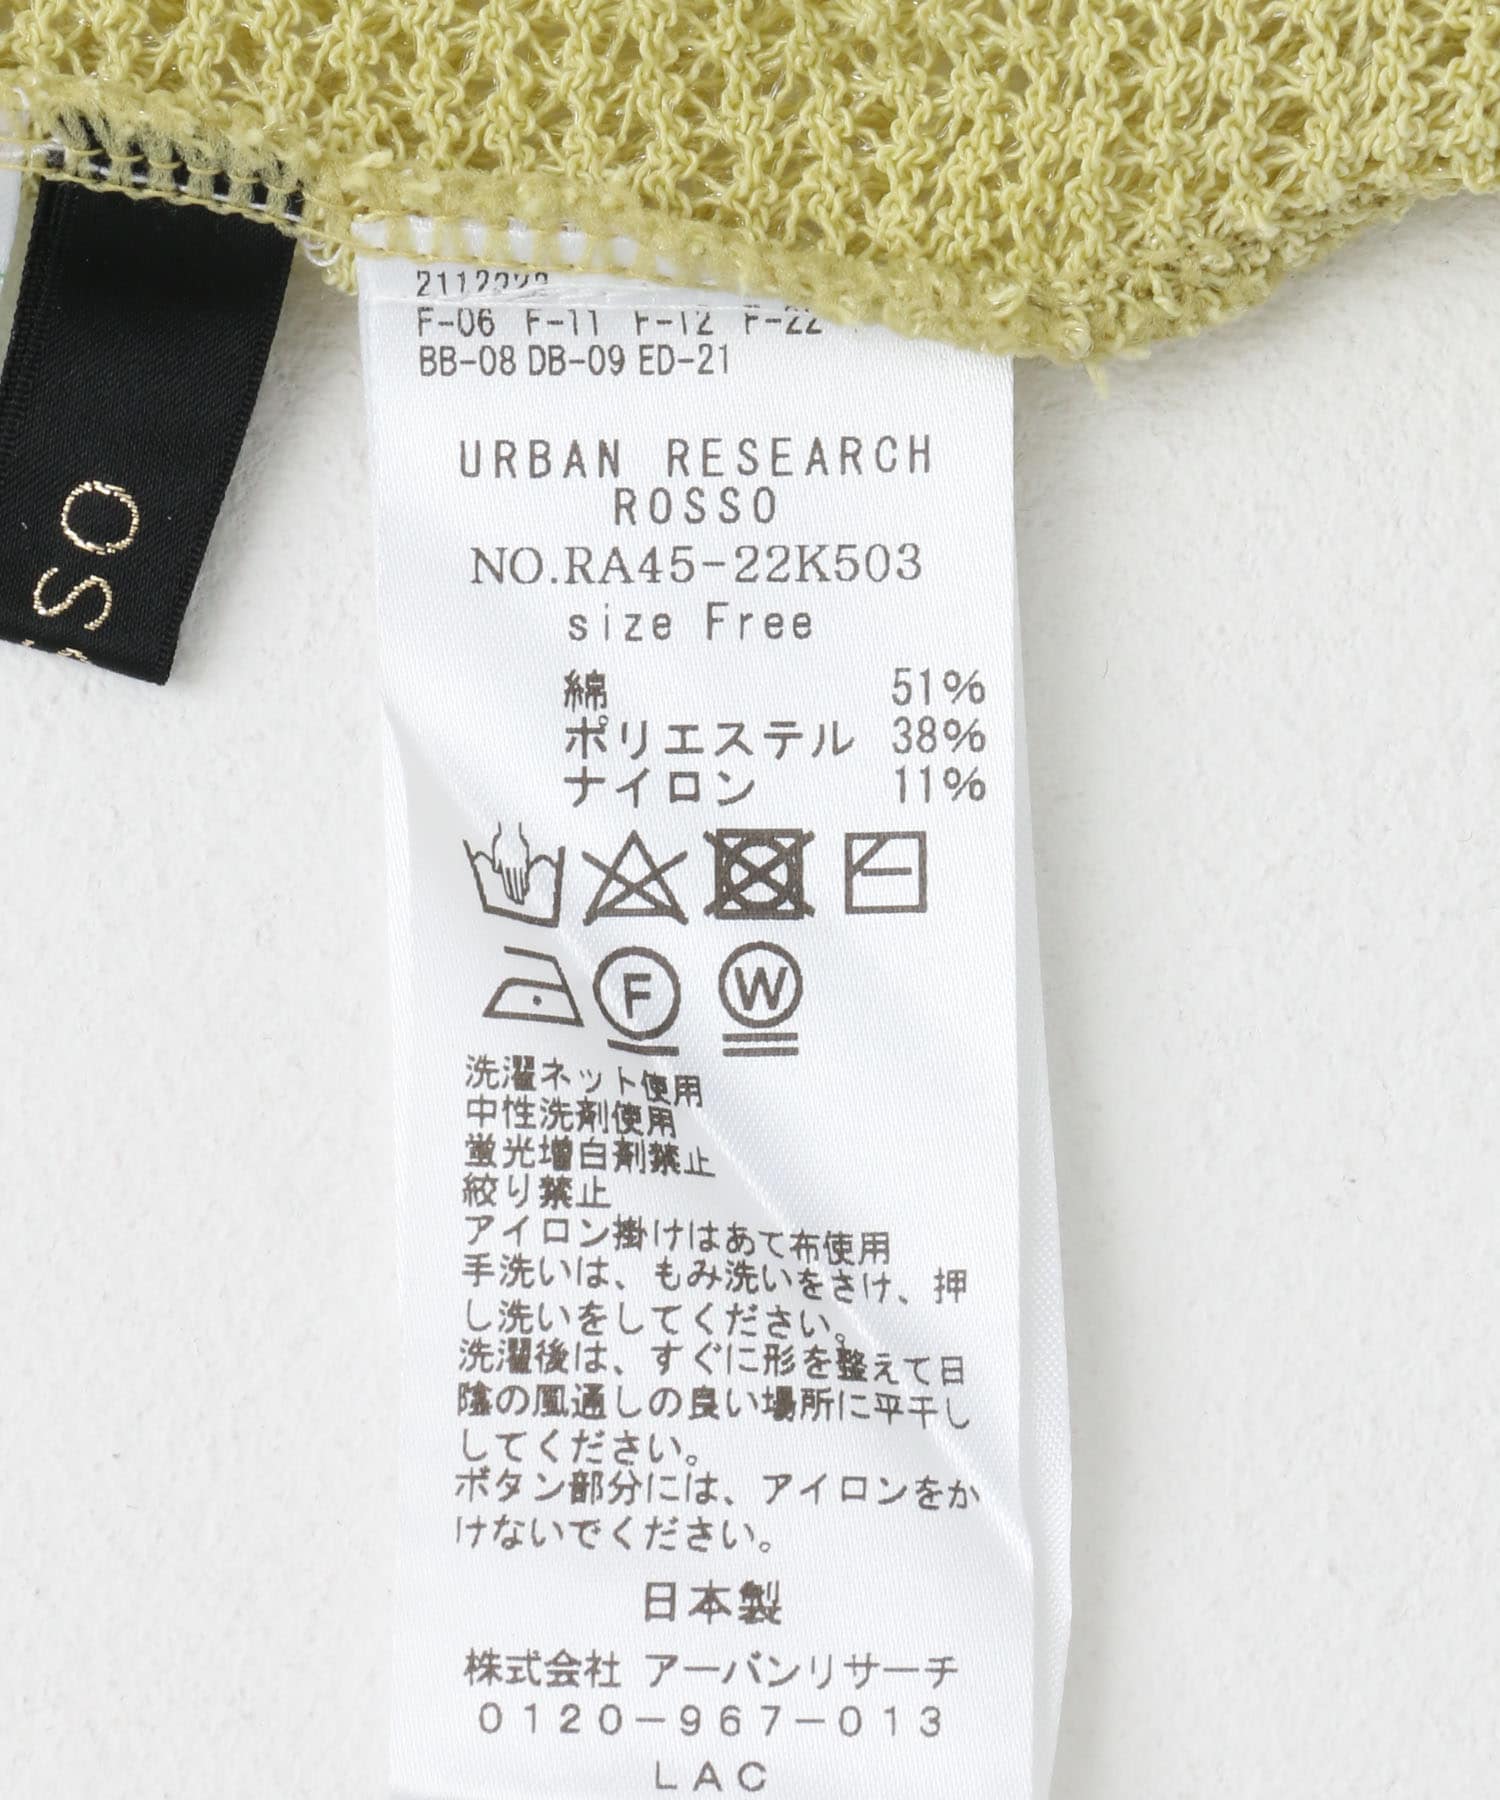 F-06 F-11 F-12 F-22
BB-08 DB-09 ED-21
URBAN RESEARCH
ROSSO
NO.RA45-22K503
size Free
綿 51%
ポリエステル 38%
ナイロン 11%
F
W
洗濯ネット使用
中性洗剤使用
蛍光増白剤禁止
絞り禁止
アイロン掛けはあて布使用
手洗いは、もみ洗いをさけ、押
し洗いをしてください。
洗濯後は、すぐに形を整えて日
陰の風通しの良い場所に平干し
してください。
ボタン部分には、アイロンをか
けないでください。
日本製
株式会社 アーバンリサーチ
0120-967-013
LAC
SSO